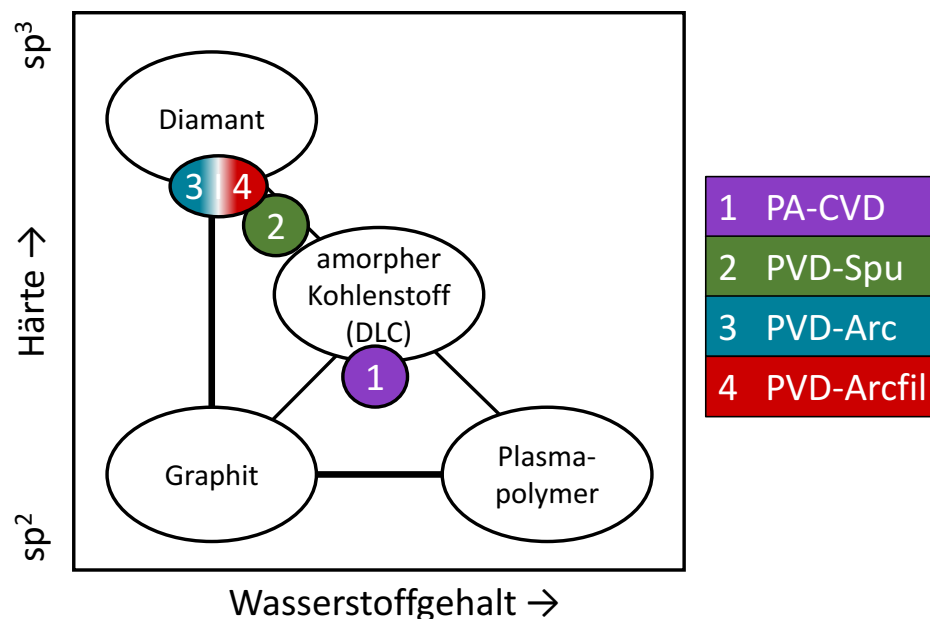 sp³
Härte →
sp²
Diamant
3 | 4
2
amorpher
Kohlenstoff
(DLC)
1
Graphit
Plasma-
polymer
Wasserstoffgehalt →
1 PA-CVD
2 PVD-Spu
3 PVD-Arc
4 PVD-Arcfil